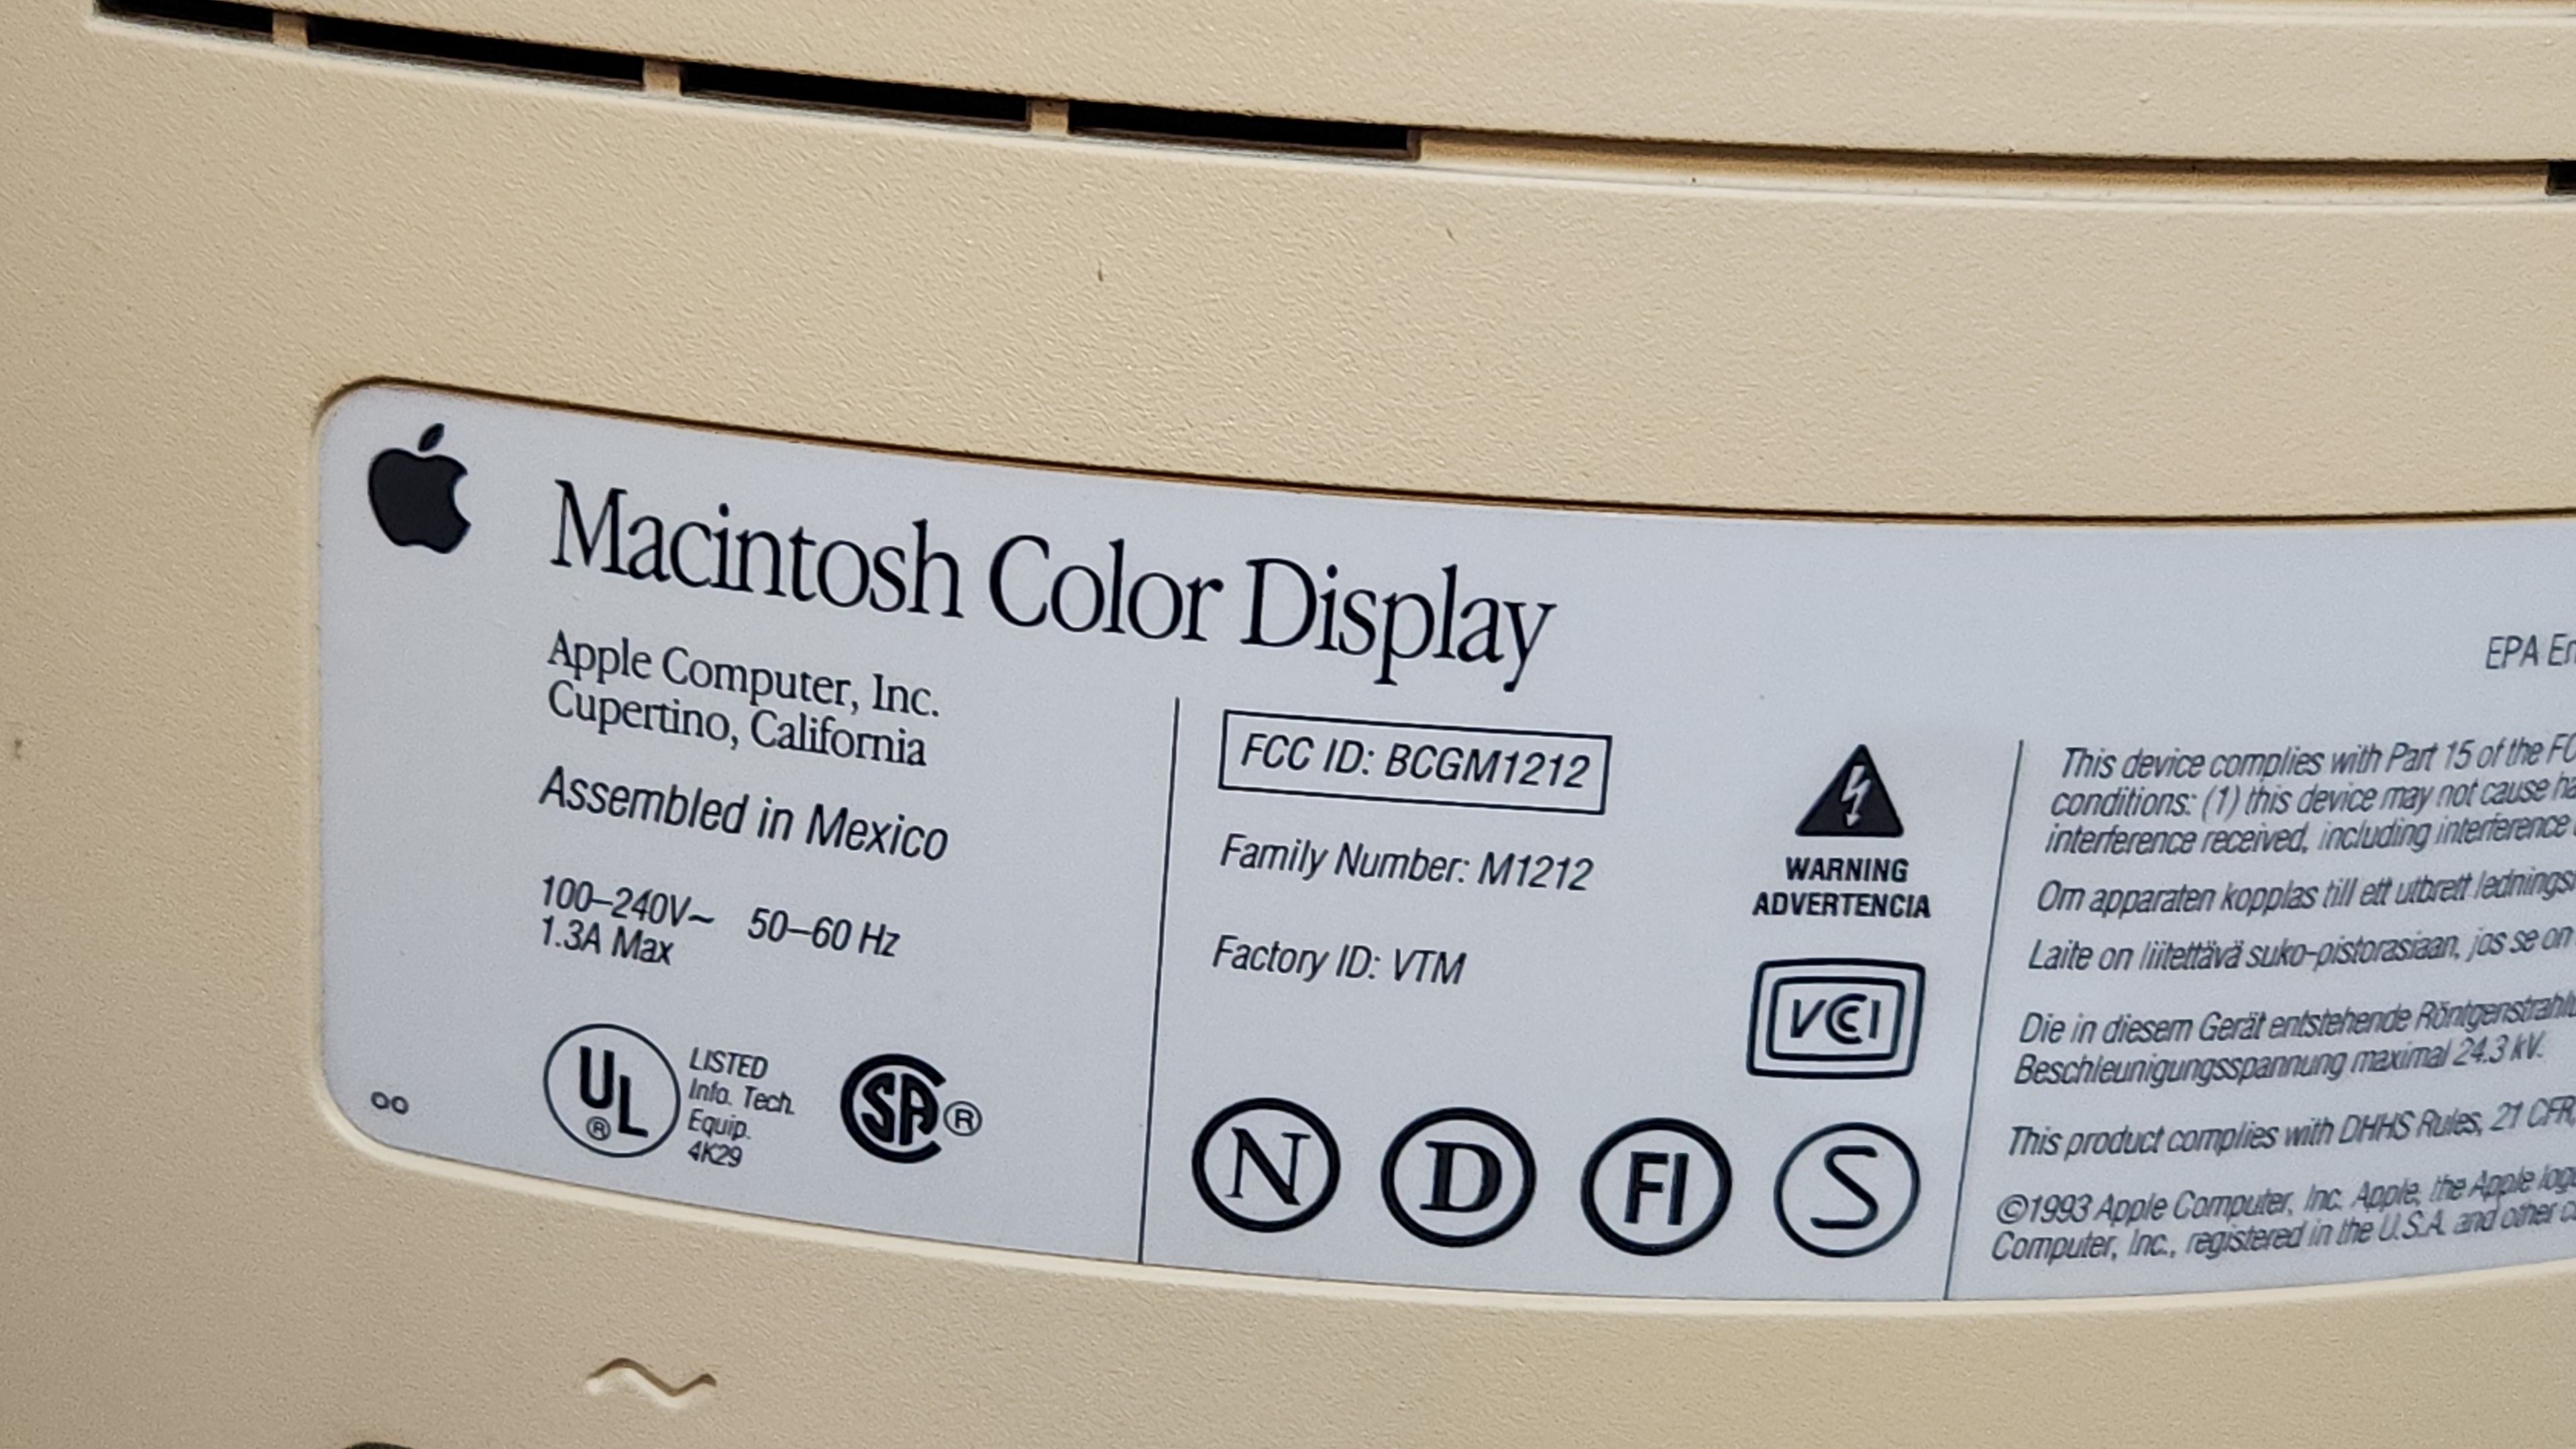 Macintosh Color Display
Apple Computer, Inc.
Cupertino, California
Assembled in Mexico
100–240V~ 50–60 Hz
1.3A Max
UL ®
LISTED
Info. Tech.
Equip.
4K29
SA ®
FCC ID: BCGM1212
Family Number: M1212
Factory ID: VTM
WARNING
ADVERTENCIA
VCCI
N D FI S
EPA
This device complies with Part 15 of the
conditions: (1) this device may not cause
interference received, including interference
Om apparaten kopplas till ett utbrett
Laite on liitettävä suko-pistorasiaan, jos se on
Die in diesem Gerät entstehende
Beschleunigungsspannung maximal 24.3 kV.
This product complies with DHHS Rules, 21 CFR,
©1993 Apple Computer, Inc. Apple, the Apple
Computer, Inc., registered in the U.S.A. and other